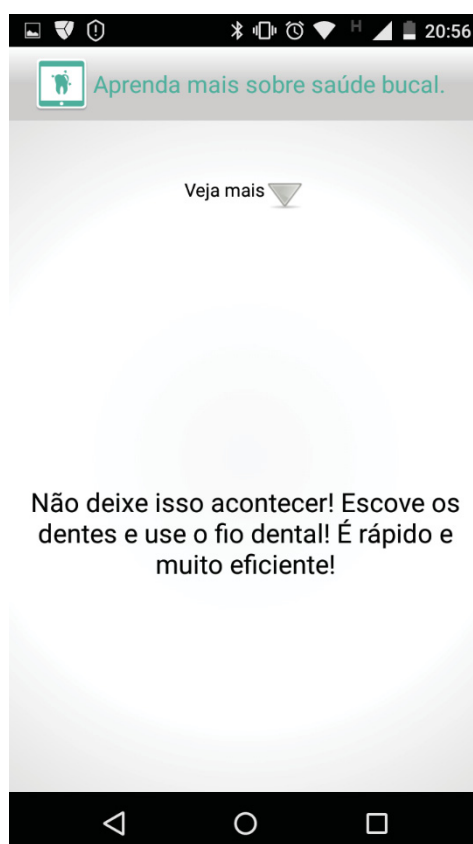 H 20:56
Aprenda mais sobre saúde bucal.
Veja mais
Não deixe isso acontecer! Escove os
dentes e use o fio dental! É rápido e
muito eficiente!